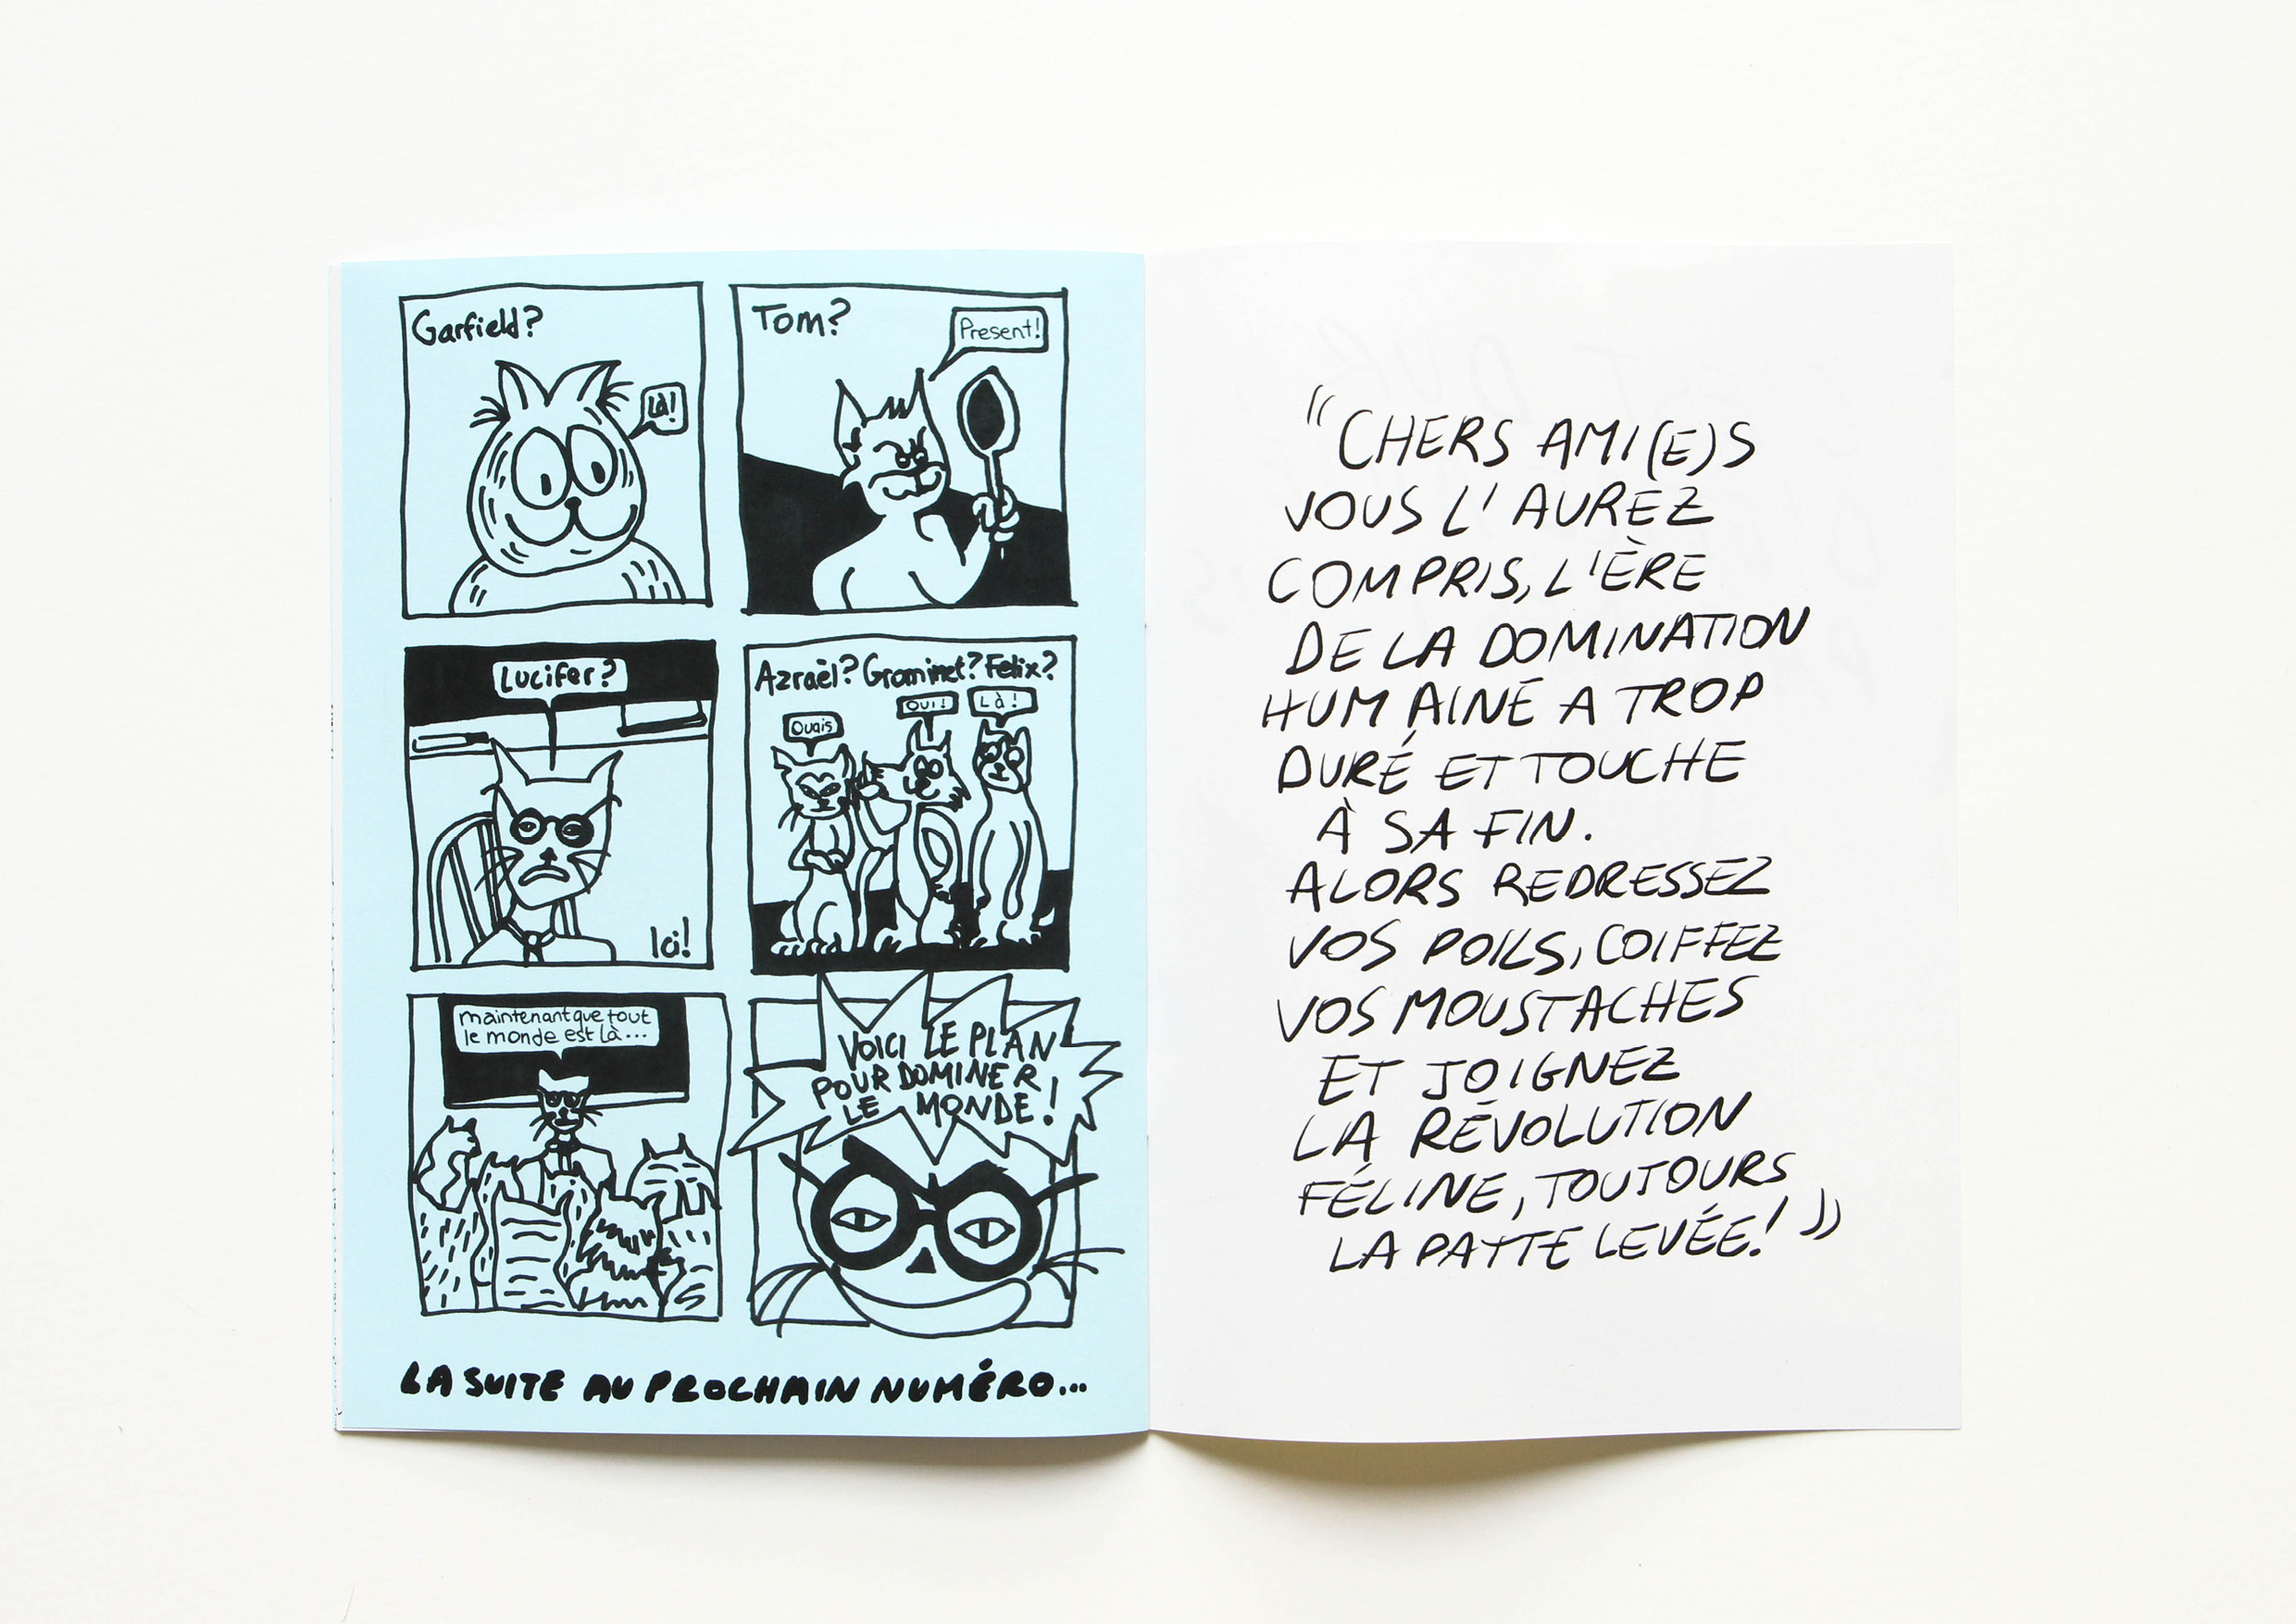 Garfield?
Là!
Tom?
Present!
Lucifer?
Ici!
Azraèl? Grominet? Félix?
Ouais
OUI!
Là!
maintenant que tout
le monde est là...
VOICI LE PLAN
POUR DOMINER
LE MONDE!
LA SUITE AU PROCHAIN NUMÉRO...
“CHERS AMI(E)S
VOUS L'AUREZ
COMPRIS, L'ÈRE
DE LA DOMINATION
HUMAINE A TROP
DURÉ ET TOUCHE
À SA FIN.
ALORS REDRESSEZ
VOS POILS, COIFFEZ
VOS MOUSTACHES
ET JOIGNEZ
LA RÉVOLUTION
FÉLINE, TOUJOURS
LA PATTE LEVÉE!”